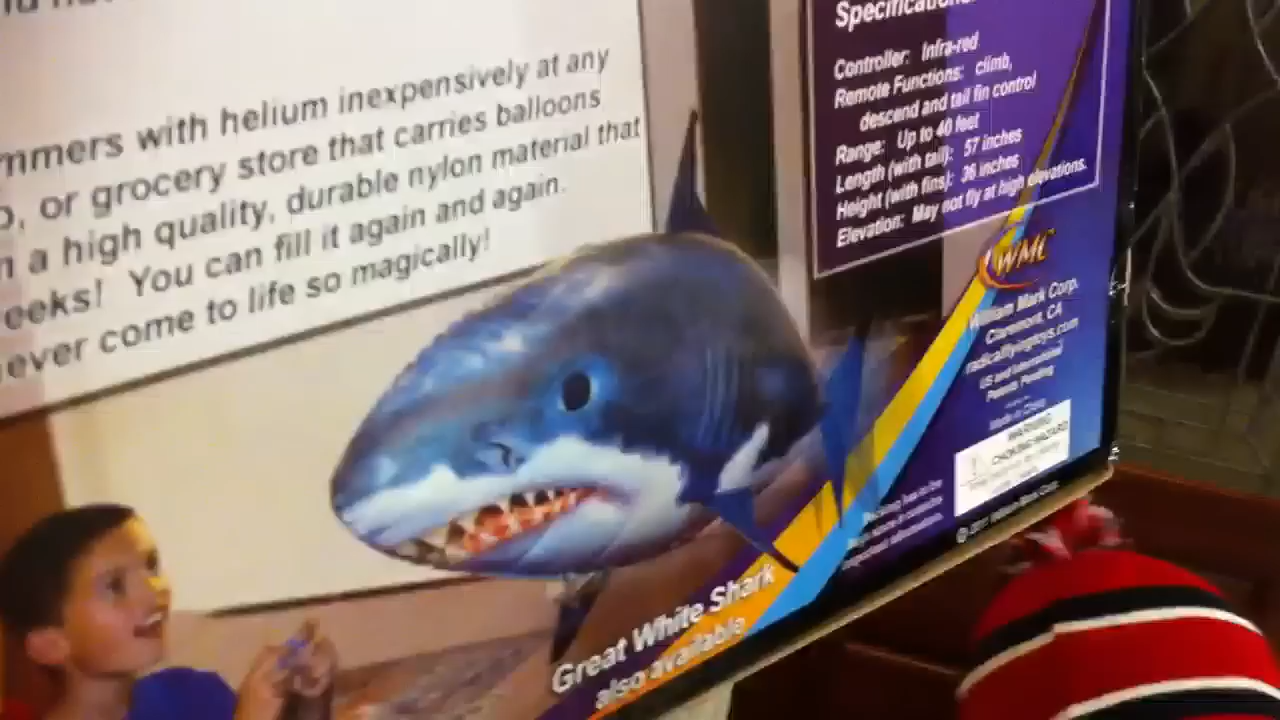 mmers with helium inexpensively at any
or grocery store that carries balloons
a high quality, durable nylon material that
eeks! You can fill it again and again.
ever come to life so magically!
Specifications
Controller: Infra-red
Remote Functions: climb,
descend and tail fin control
Range: Up to 40 feet
Length (with tail): 57 inches
Height (with fins): 36 inches
Elevation: May not fly at high elevations.
WMC
William Mark Corp.
Claremont, CA
radicalflyingtoys.com
US and International
Patents Pending
Made in China
WARNING
CHOKING HAZARD
Great White Shark
also available